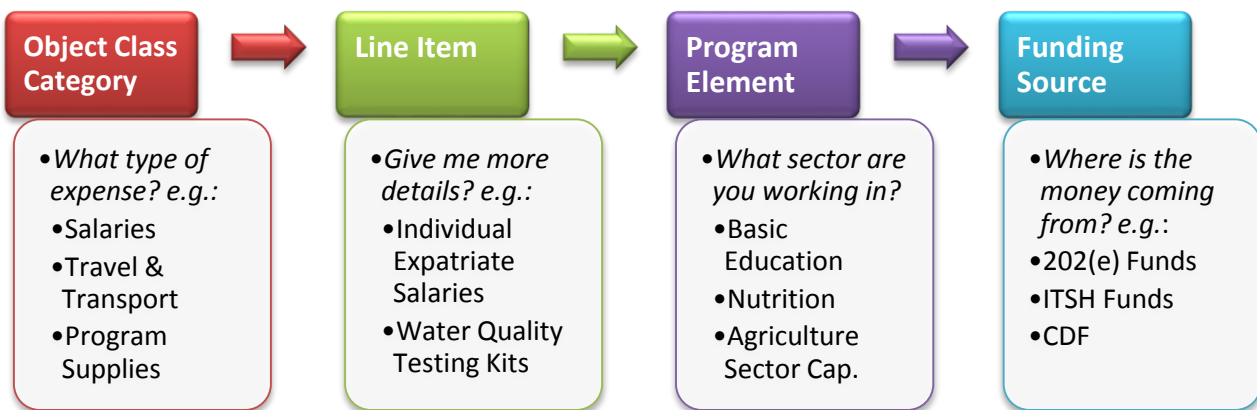 Object Class
Category
•What type of
expense? e.g.:
•Salaries
•Travel &
Transport
•Program
Supplies
Line Item
•Give me more
details? e.g.:
•Individual
Expatriate
Salaries
•Water Quality
Testing Kits
Program
Element
•What sector are
you working in?
•Basic
Education
•Nutrition
•Agriculture
Sector Cap.
Funding
Source
•Where is the
money coming
from? e.g.:
•202(e) Funds
•ITSH Funds
•CDF